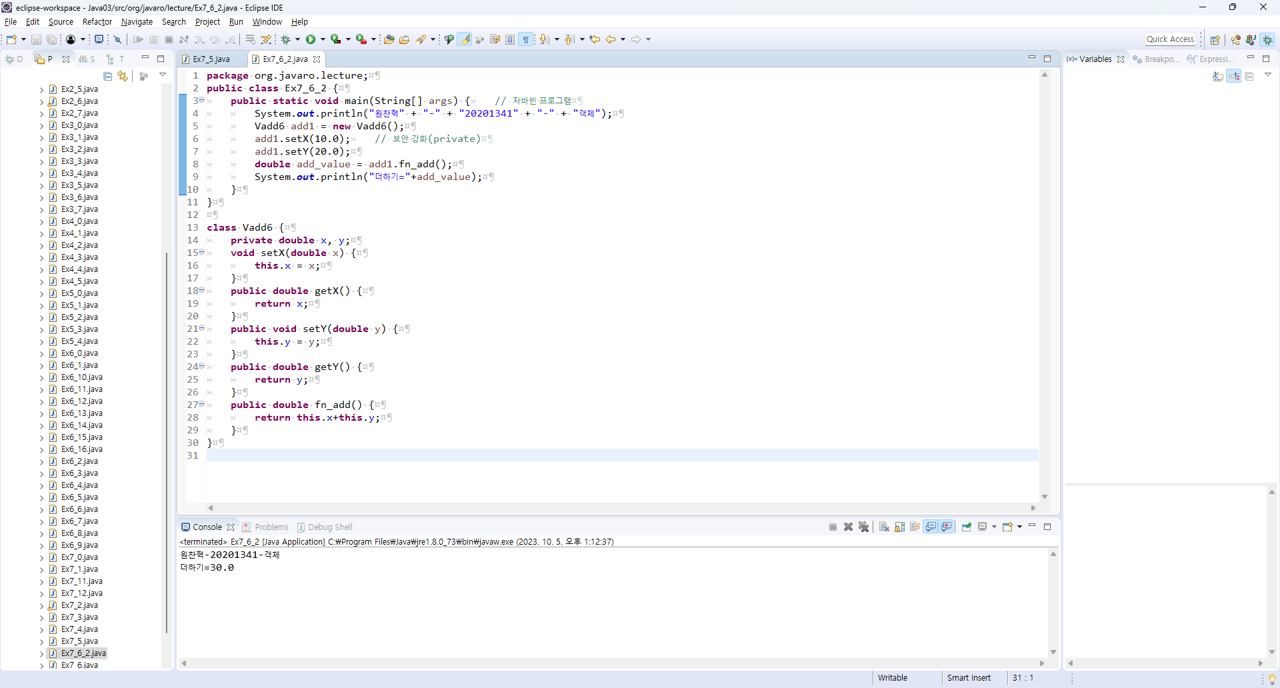 eclipse-workspace - Java03/src/org/javaro/lecture/Ex7_6_2.java - Eclipse IDE
File Edit Source Refactor Navigate Search Project Run Window Help
Quick Access
D P S T
Ex2_5.java
Ex2_6.java
Ex2_7.java
Ex3_0.java
Ex3_1.java
Ex3_2.java
Ex3_3.java
Ex3_4.java
Ex3_5.java
Ex3_6.java
Ex3_7.java
Ex4_0.java
Ex4_1.java
Ex4_2.java
Ex4_3.java
Ex4_4.java
Ex4_5.java
Ex5_0.java
Ex5_1.java
Ex5_2.java
Ex5_3.java
Ex5_4.java
Ex6_0.java
Ex6_1.java
Ex6_10.java
Ex6_11.java
Ex6_12.java
Ex6_13.java
Ex6_14.java
Ex6_15.java
Ex6_16.java
Ex6_2.java
Ex6_3.java
Ex6_4.java
Ex6_5.java
Ex6_6.java
Ex6_7.java
Ex6_8.java
Ex6_9.java
Ex7_0.java
Ex7_1.java
Ex7_11.java
Ex7_12.java
Ex7_2.java
Ex7_3.java
Ex7_4.java
Ex7_5.java
Ex7_6_2.java
Ex7_6.java
Ex7_5.java Ex7_6_2.java
1 package org.javaro.lecture;¤¶
2 public class Ex7_6_2 {¤¶
3 » public static void main(String[] args) {» // 자바빈 프로그램¤¶
4 » » System.out.println("원찬혁" + "-" + "20201341" + "-" + "객체");¤¶
5 » » Vadd6 add1 = new Vadd6();¤¶
6 » » add1.setX(10.0);» // 보안 강화(private)¤¶
7 » » add1.setY(20.0);¤¶
8 » » double add_value = add1.fn_add();¤¶
9 » » System.out.println("더하기="+add_value);¤¶
10 » }¤¶
11 }¤¶
12 ¤¶
13 class Vadd6 {¤¶
14 » private double x, y;¤¶
15 » void setX(double x) {¤¶
16 » » this.x = x;¤¶
17 » }¤¶
18 » public double getX() {¤¶
19 » » return x;¤¶
20 » }¤¶
21 » public void setY(double y) {¤¶
22 » » this.y = y;¤¶
23 » }¤¶
24 » public double getY() {¤¶
25 » » return y;¤¶
26 » }¤¶
27 » public double fn_add() {¤¶
28 » » return this.x+this.y;¤¶
29 » }¤¶
30 }¤¶
31
Console Problems Debug Shell
<terminated> Ex7_6_2 [Java Application] C:₩Program Files₩Java₩jre1.8.0_73₩bin₩javaw.exe (2023. 10. 5. 오후 1:12:37)
원찬혁-20201341-객체
더하기=30.0
(x)= Variables Breakpo... Expressi...
Writable Smart Insert 31 : 1